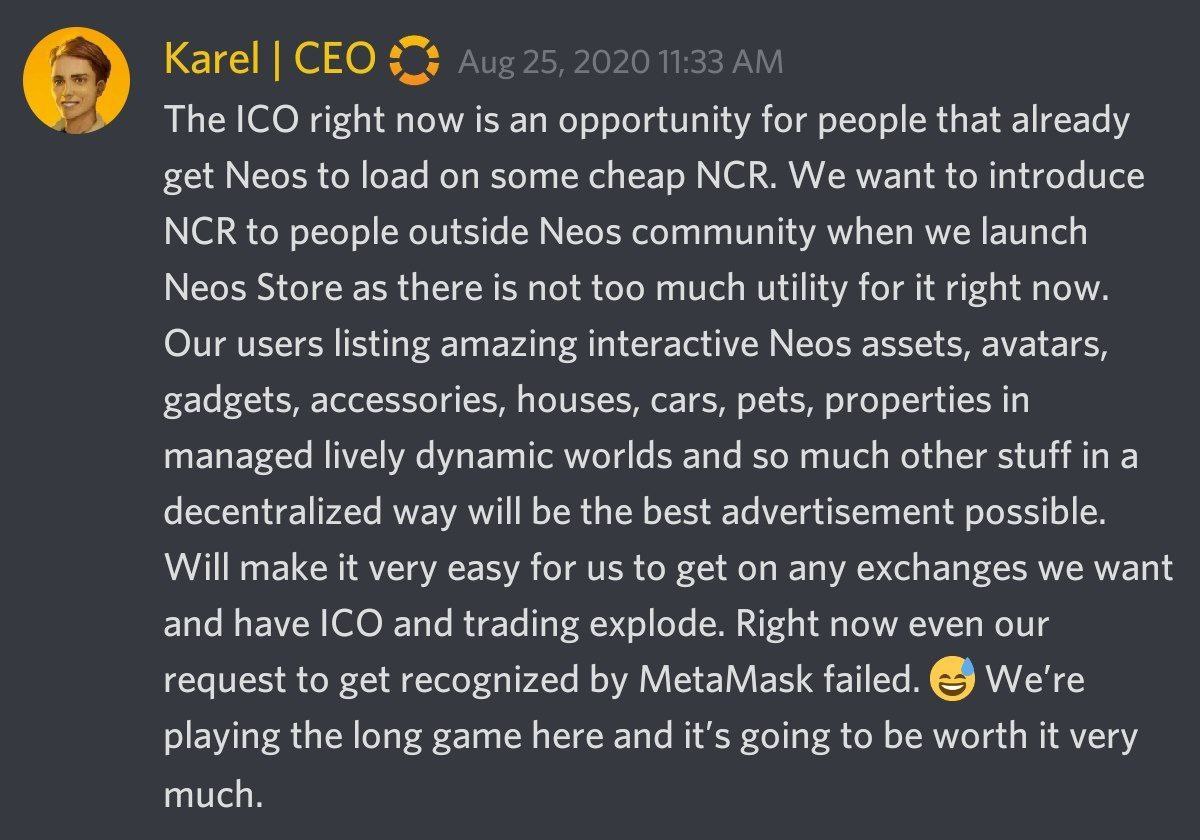 Karel | CEO Aug 25, 2020 11:33 AM
The ICO right now is an opportunity for people that already
get Neos to load on some cheap NCR. We want to introduce
NCR to people outside Neos community when we launch
Neos Store as there is not too much utility for it right now.
Our users listing amazing interactive Neos assets, avatars,
gadgets, accessories, houses, cars, pets, properties in
managed lively dynamic worlds and so much other stuff in a
decentralized way will be the best advertisement possible.
Will make it very easy for us to get on any exchanges we want
and have ICO and trading explode. Right now even our
request to get recognized by MetaMask failed. 😅 We’re
playing the long game here and it’s going to be worth it very
much.